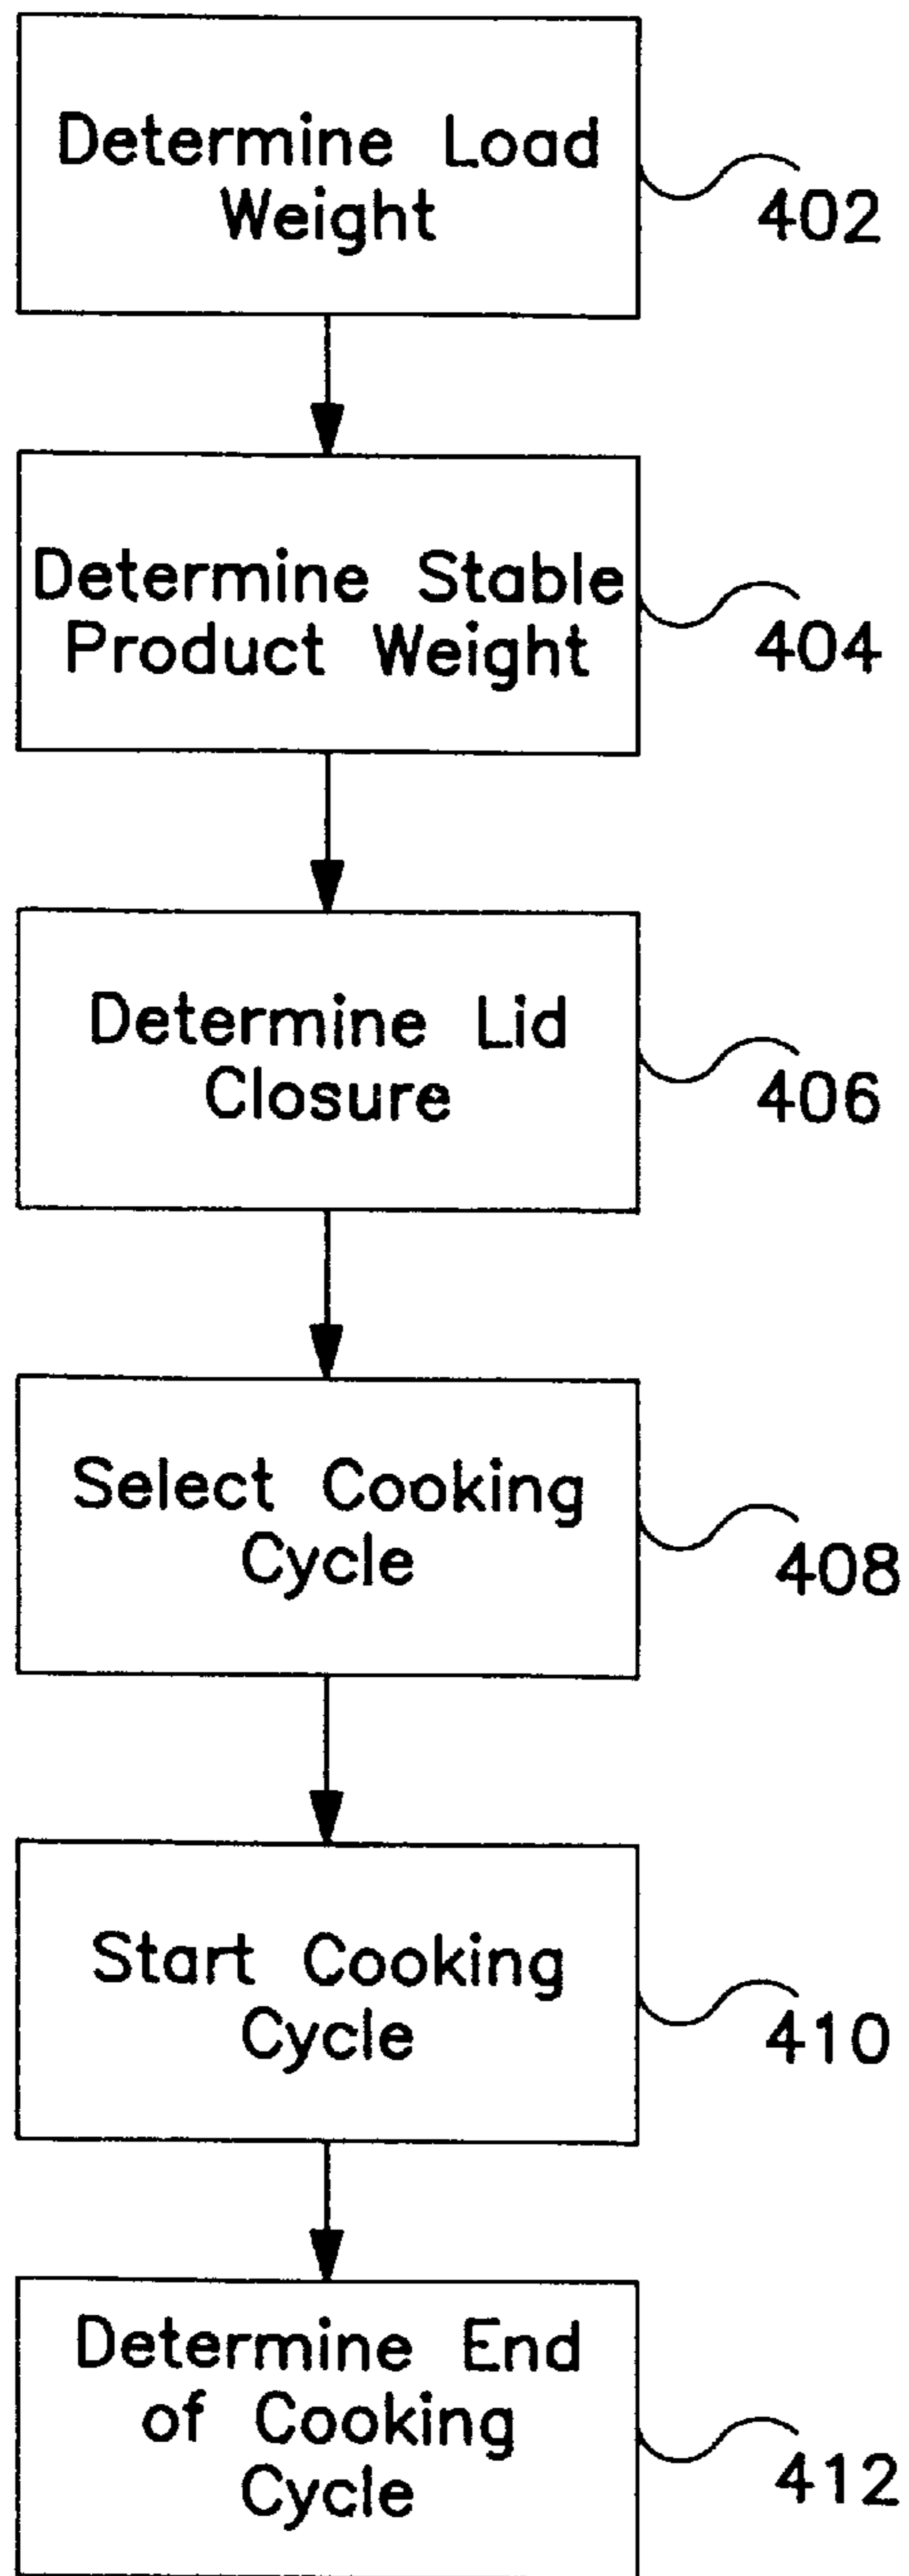 Determine Load
Weight
402
Determine Stable
Product Weight
404
Determine Lid
Closure
406
Select Cooking
Cycle
408
Start Cooking
Cycle
410
Determine End
of Cooking
Cycle
412